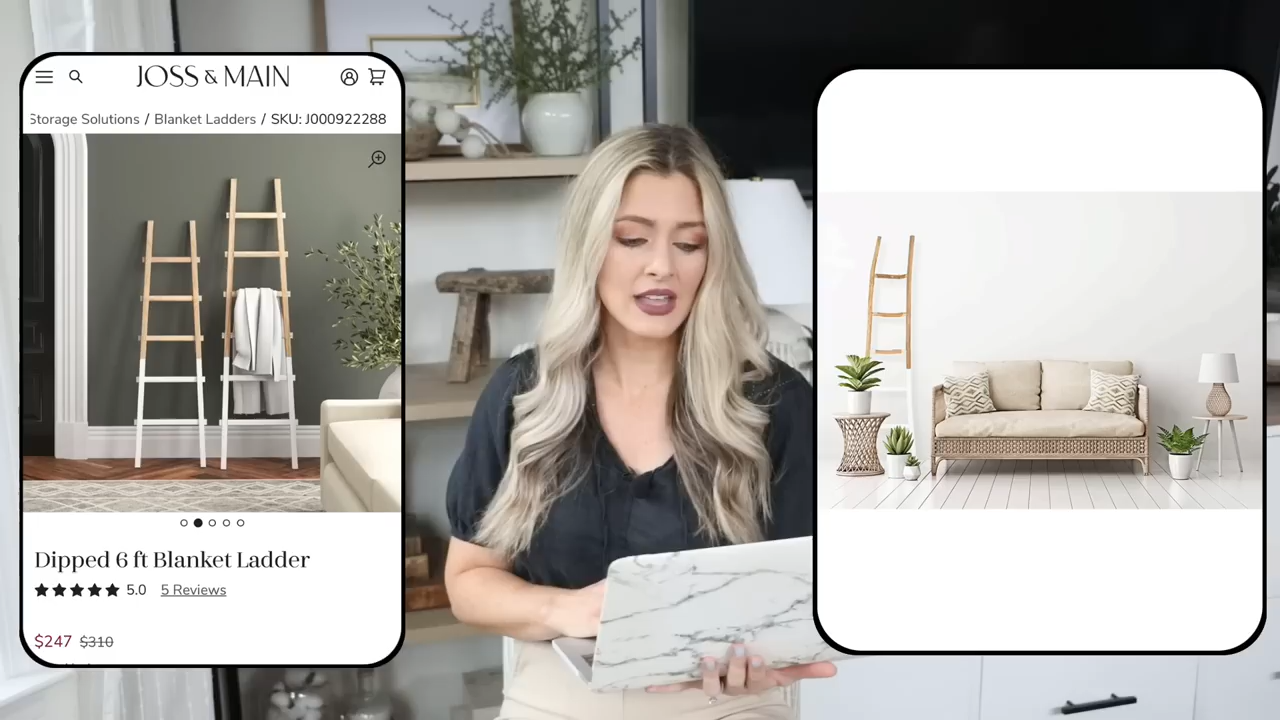 JOSS & MAIN
Storage Solutions / Blanket Ladders / SKU: J000922288
Dipped 6 ft Blanket Ladder
5.0 5 Reviews
$247 $310